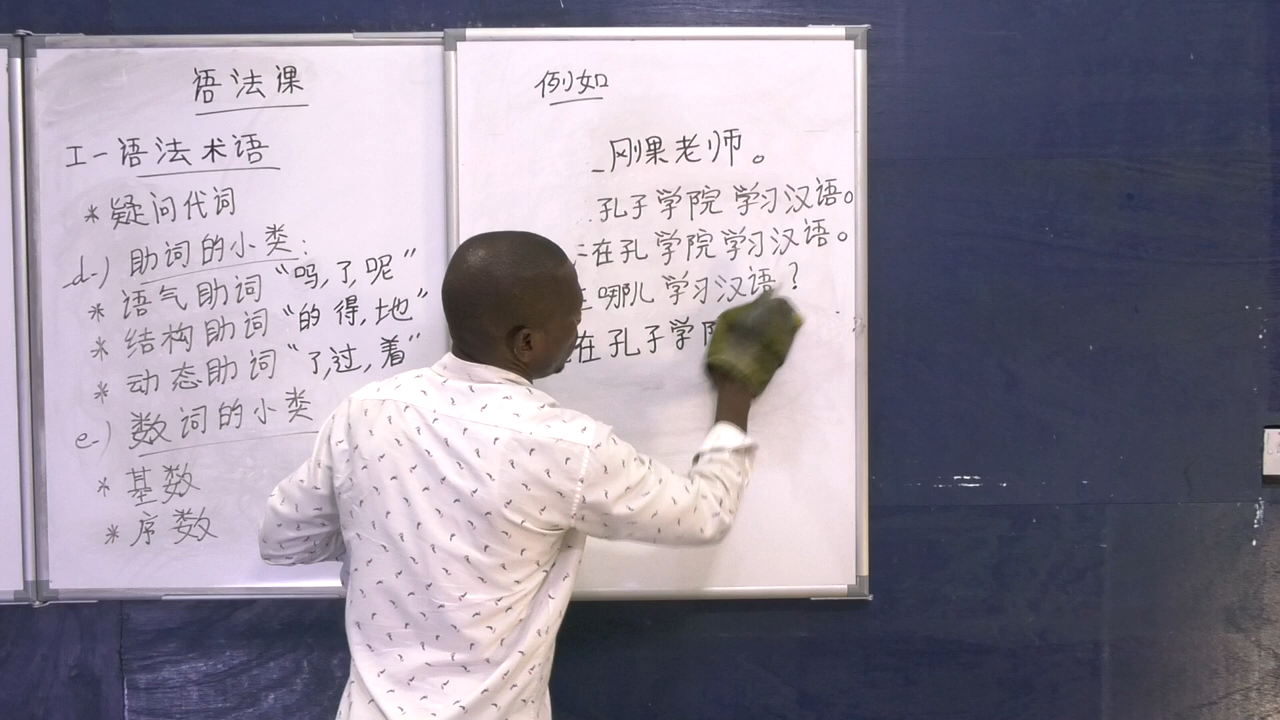 语法课
I-语法术语
* 疑问代词
d-) 助词的小类:
* 语气助词 “吗,了,呢”
* 结构助词 “的 得,地”
* 动态助词 “了,过,着”
e-) 数词的小类
* 基数
* 序数
例如
刚果老师。
孔子学院 学习汉语。
在孔 学院学习汉语。
哪儿 学习汉语?
在孔子学